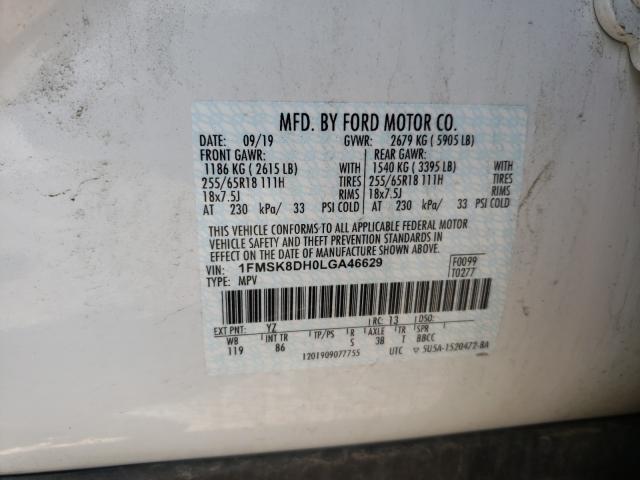 MFD. BY FORD MOTOR CO.
DATE: 09/19 GVWR: 2679 KG ( 5905 LB)
FRONT GAWR: REAR GAWR:
1186 KG ( 2615 LB) WITH 1540 KG ( 3395 LB) WITH
255/65R18 111H TIRES 255/65R18 111H TIRES
18x7.5J RIMS 18x7.5J RIMS
AT 230 kPa/ 33 PSI COLD AT 230 kPa/ 33 PSI COLD
THIS VEHICLE CONFORMS TO ALL APPLICABLE FEDERAL MOTOR
VEHICLE SAFETY AND THEFT PREVENTION STANDARDS IN
EFFECT ON THE DATE OF MANUFACTURE SHOWN ABOVE.
VIN: 1FMSK8DH0LGA46629 F0099
TYPE: MPV T0277
EXT PNT: YZ RC: 13 DSO:
WB INT TR TP/PS R AXLE TR SPR
119 86 S 38 T BBCC
1201909077755 UTC ▽ 5U5A-1520472-BA